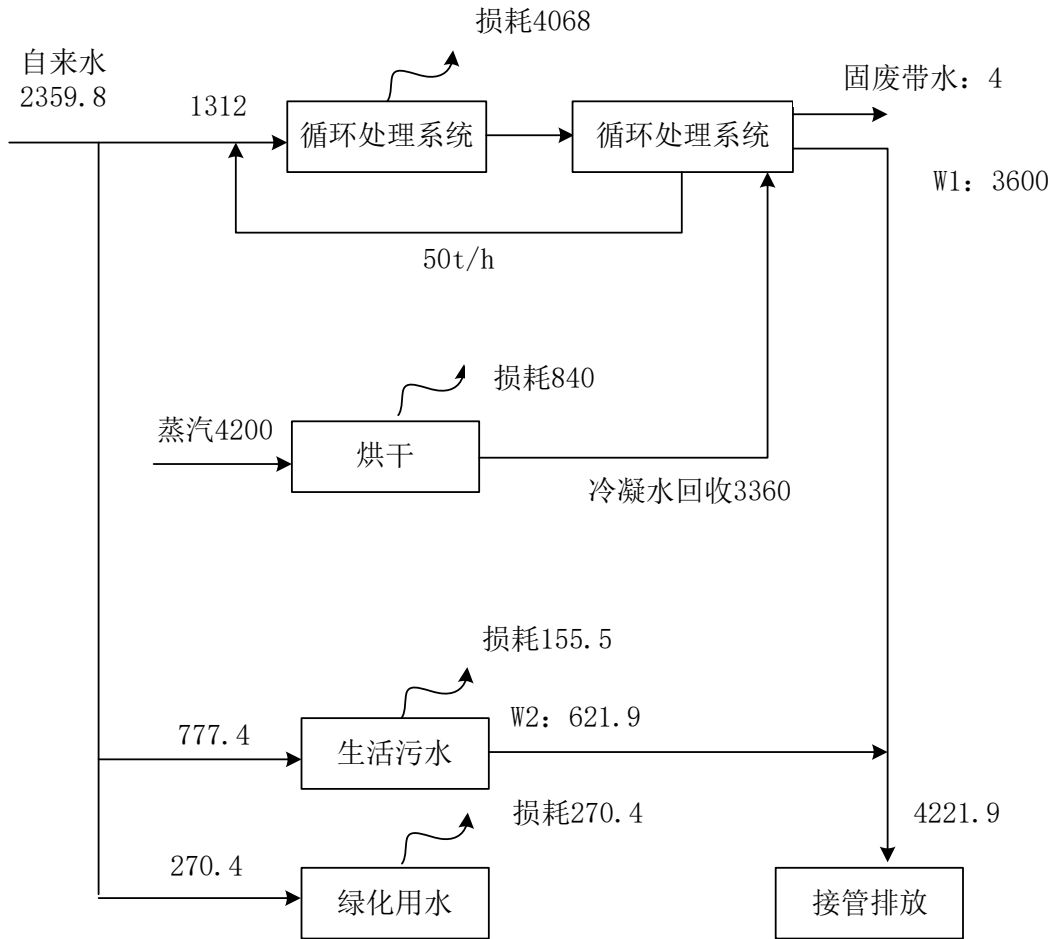 损耗4068
自来水
2359.8
固废带水：4
1312
循环处理系统
循环处理系统
W1：3600
50t/h
损耗840
蒸汽4200
烘干
冷凝水回收3360
损耗155.5
W2：621.9
777.4
生活污水
损耗270.4
4221.9
270.4
绿化用水
接管排放